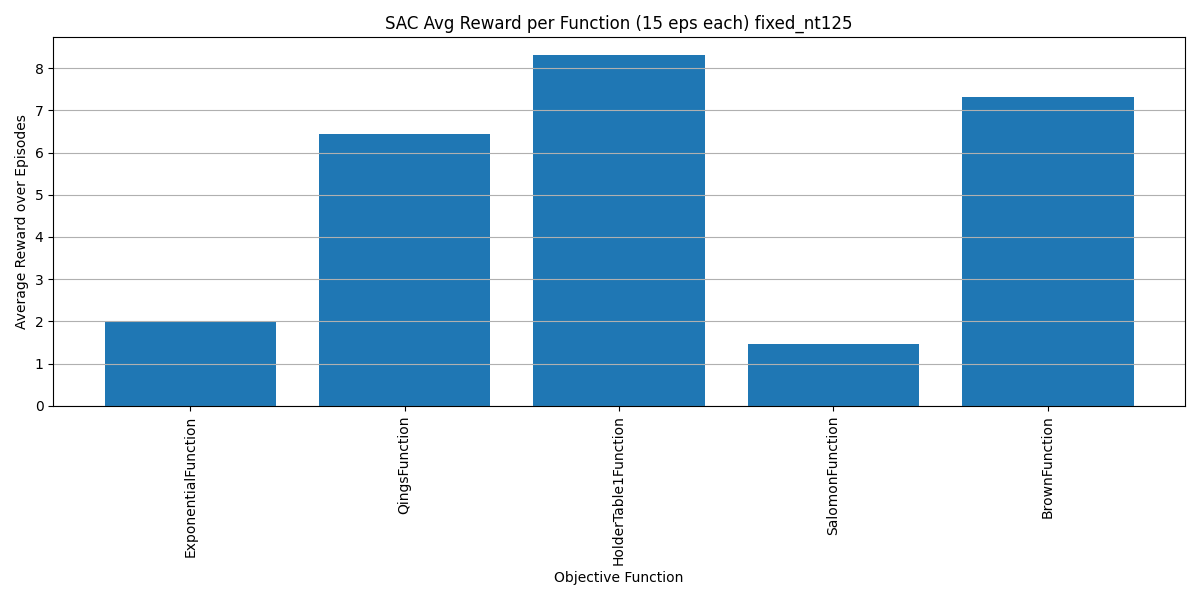 SAC Avg Reward per Function (15 eps each) fixed_nt125
Average Reward over Episodes
8
7
6
5
4
3
2
1
0
ExponentialFunction
QingsFunction
HolderTable1Function
SalomonFunction
BrownFunction
Objective Function